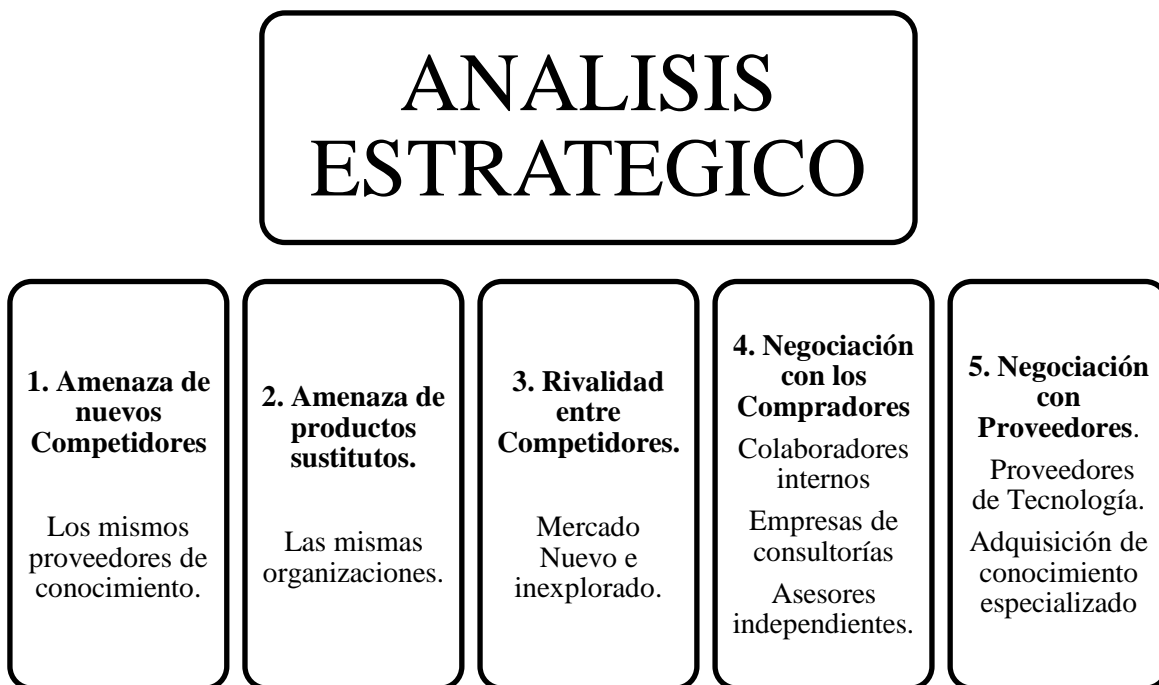 ANALISIS
ESTRATEGICO
1. Amenaza de
nuevos
Competidores
Los mismos
proveedores de
conocimiento.
2. Amenaza de
productos
sustitutos.
Las mismas
organizaciones.
3. Rivalidad
entre
Competidores.
Mercado
Nuevo e
inexplorado.
4. Negociación
con los
Compradores
Colaboradores
internos
Empresas de
consultorías
Asesores
independientes.
5. Negociación
con
Proveedores.
Proveedores
de Tecnología.
Adquisición de
conocimiento
especializado